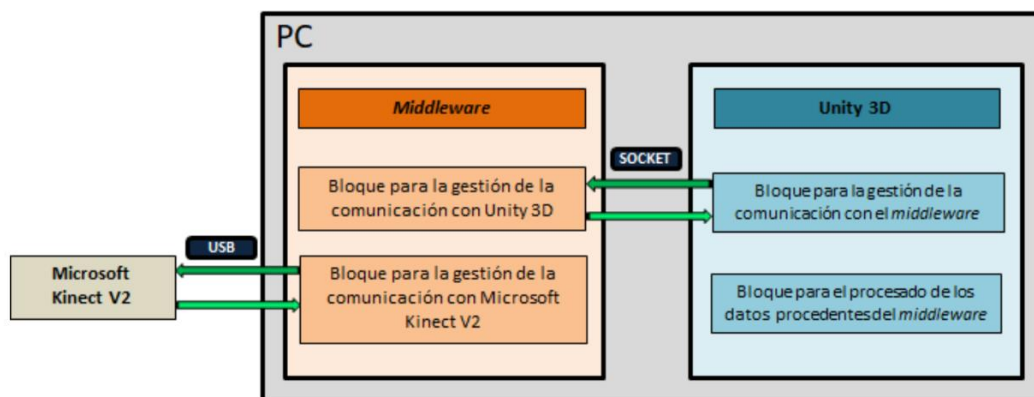 PC
Middleware
Unity 3D
SOCKET
Bloque para la gestión de la
comunicación con Unity 3D
Bloque para la gestión de la
comunicación con el middleware
USB
Microsoft
Kinect V2
Bloque para la gestión de la
comunicación con Microsoft
Kinect V2
Bloque para el procesado de los
datos procedentes del middleware